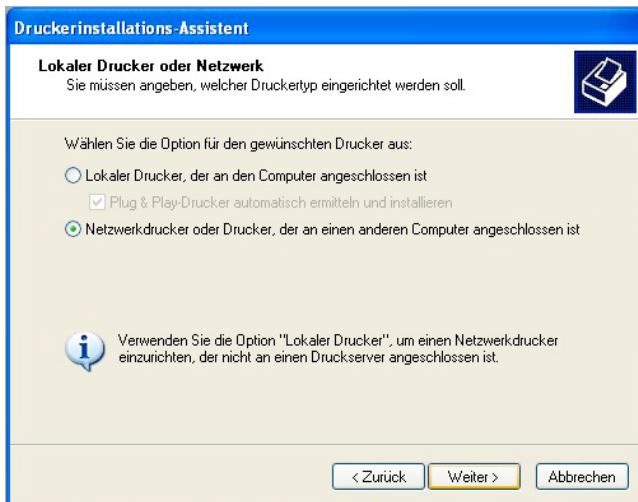 Druckerinstallations-Assistent
Lokaler Drucker oder Netzwerk
Sie müssen angeben, welcher Druckertyp eingerichtet werden soll.
Wählen Sie die Option für den gewünschten Drucker aus:
Lokaler Drucker, der an den Computer angeschlossen ist
Plug & Play-Drucker automatisch ermitteln und installieren
Netzwerkdrucker oder Drucker, der an einen anderen Computer angeschlossen ist
Verwenden Sie die Option "Lokaler Drucker", um einen Netzwerkdrucker
einzurichten, der nicht an einen Druckserver angeschlossen ist.
< Zurück Weiter > Abbrechen